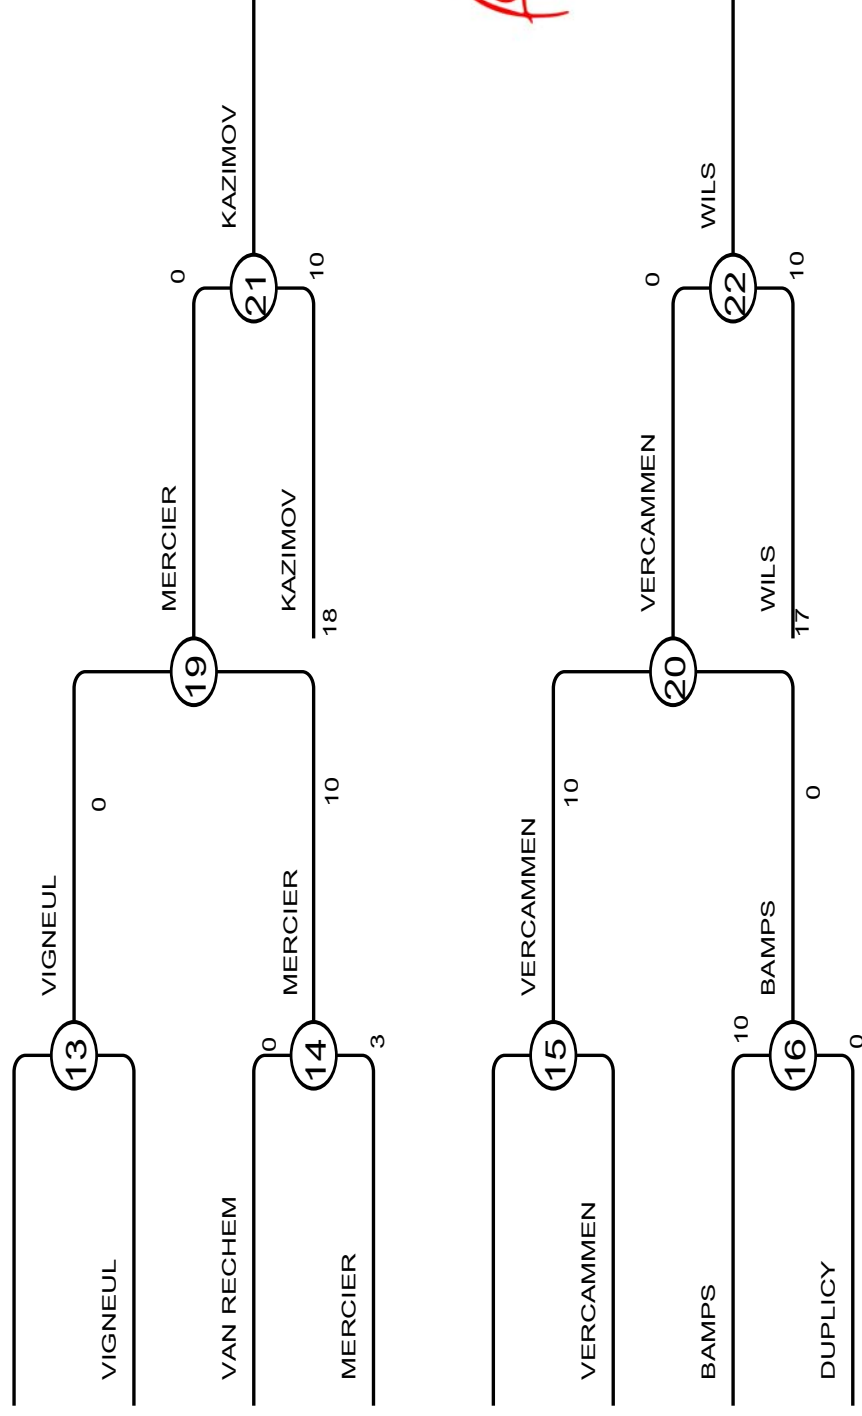 VIGNEUL
13
VIGNEUL
0
VAN RECHEM
0
14
MERCIER
3
MERCIER
10
19
MERCIER
0
KAZIMOV
18
10
21
KAZIMOV
15
VERCAMMEN
VERCAMMEN
10
BAMPS
10
16
DUPLICY
0
BAMPS
0
20
VERCAMMEN
0
WILS
17
10
22
WILS